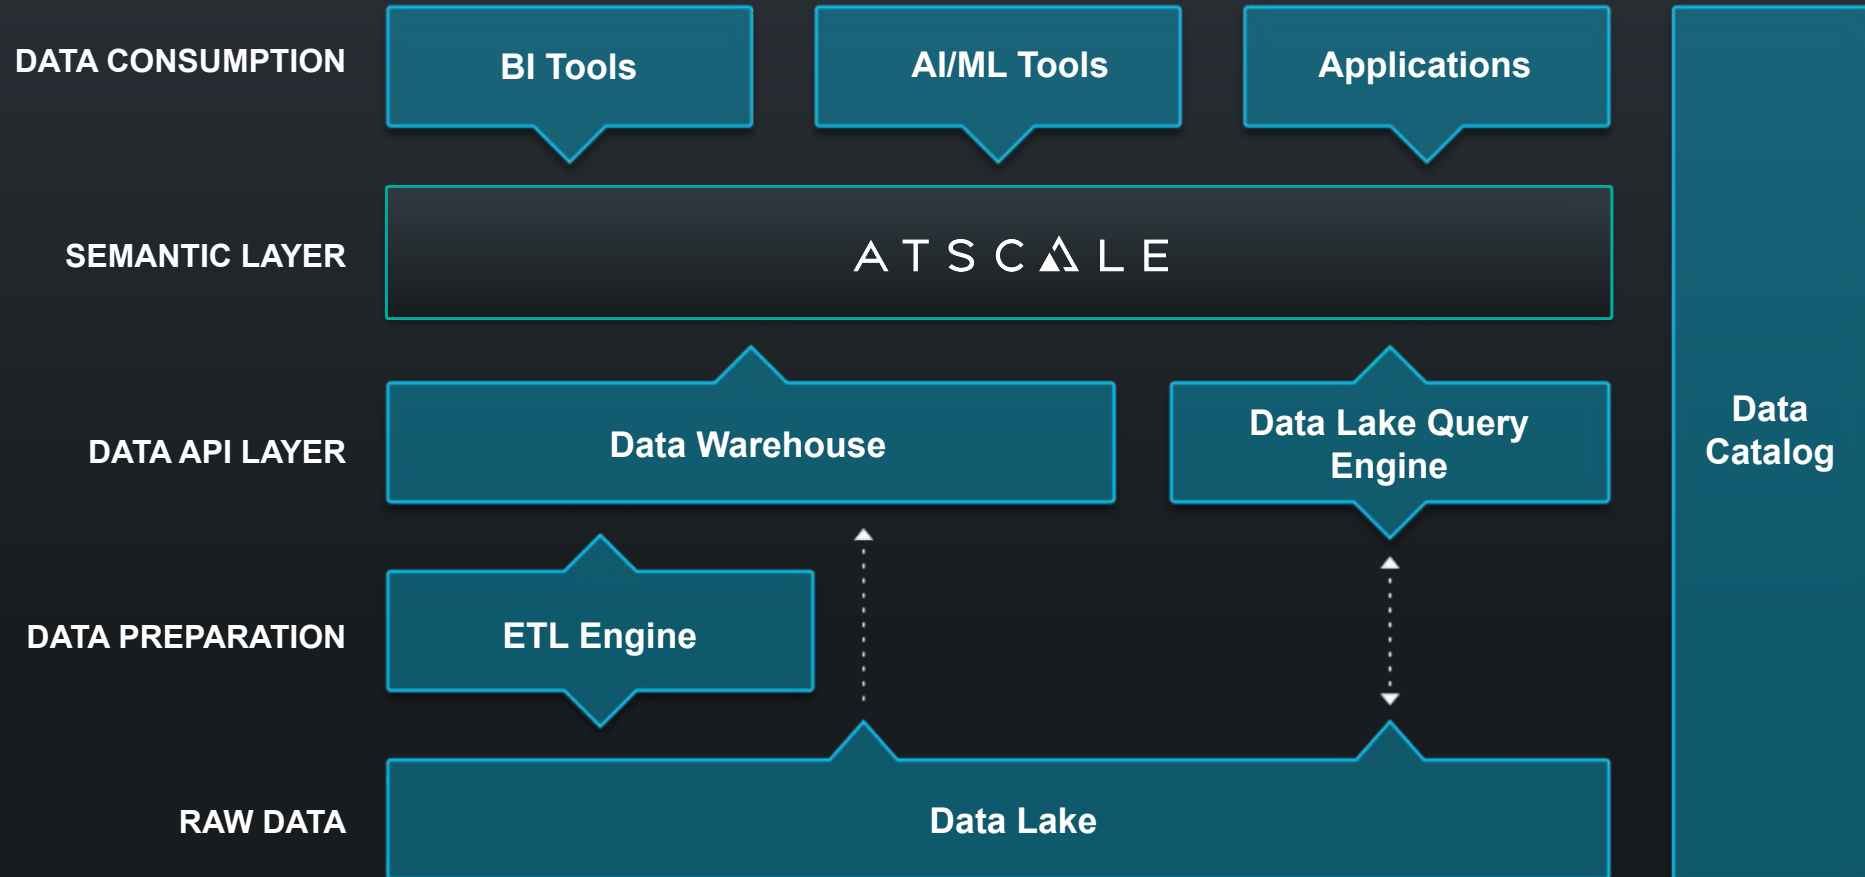 DATA CONSUMPTION
BI Tools
AI/ML Tools
Applications
SEMANTIC LAYER
ATSCALE
DATA API LAYER
Data Warehouse
Data Lake Query
Engine
Data
Catalog
DATA PREPARATION
ETL Engine
RAW DATA
Data Lake